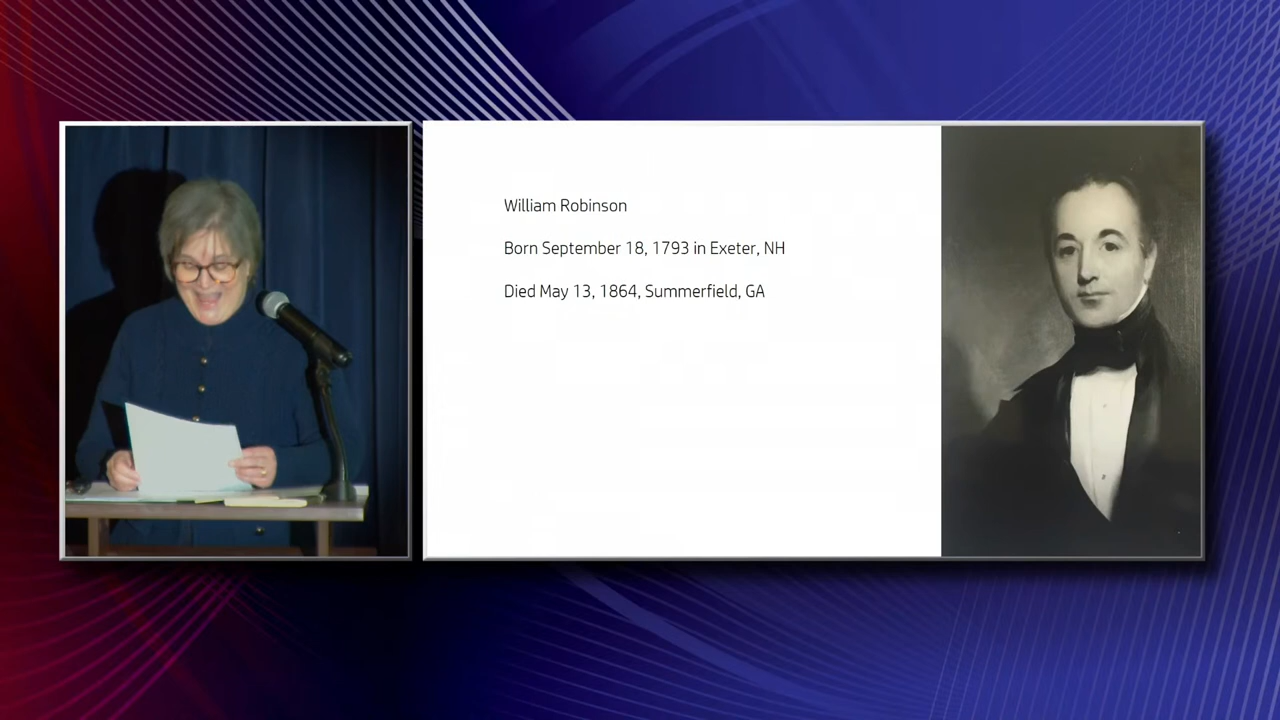 William Robinson
Born September 18, 1793 in Exeter, NH
Died May 13, 1864, Summerfield, GA